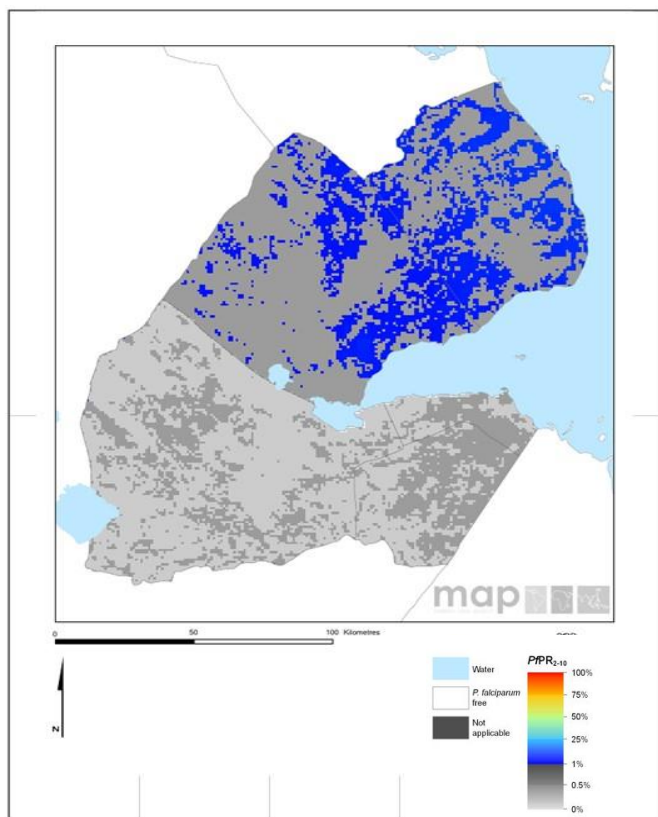 map
0 50 100 Kilometres
N
Water
P. falciparum
free
Not
applicable
PfPR2-10
100%
75%
50%
25%
1%
0.5%
0%